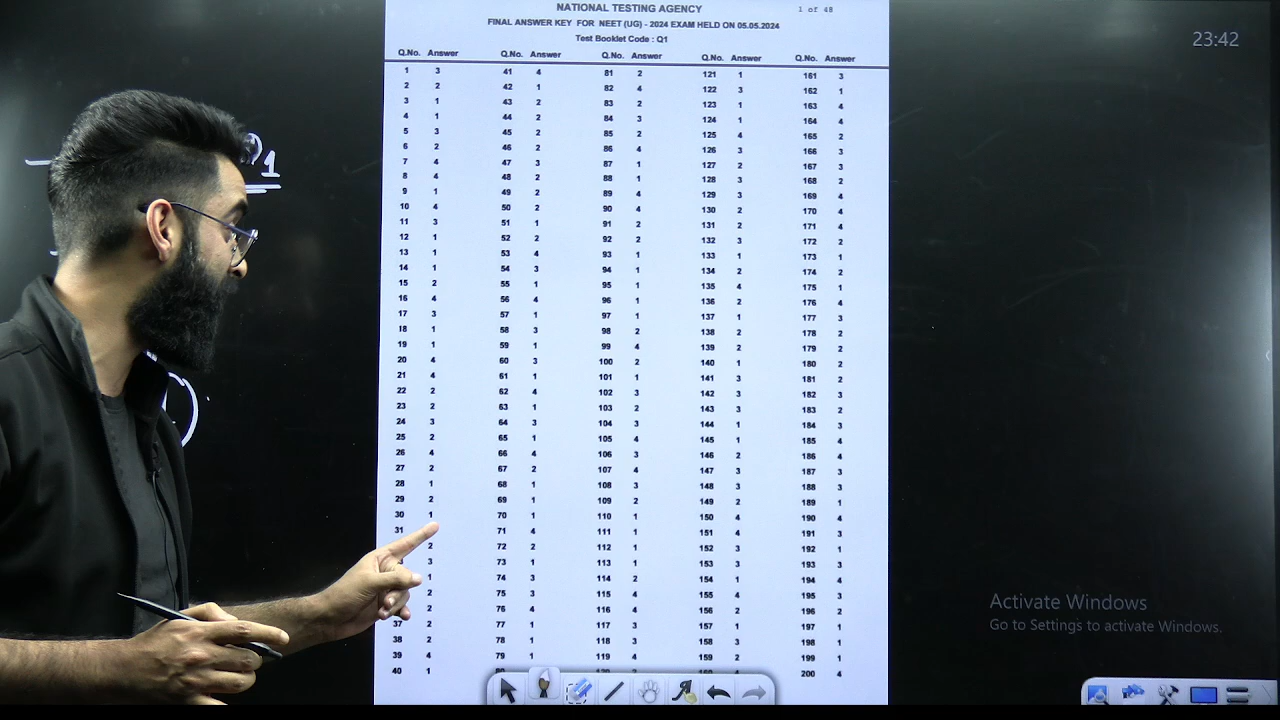 NATIONAL TESTING AGENCY 1 of 48
FINAL ANSWER KEY FOR NEET (UG) - 2024 EXAM HELD ON 05.05.2024
Test Booklet Code : Q1
23:42
Q.No. Answer Q.No. Answer Q.No. Answer Q.No. Answer Q.No. Answer
1 3 41 4 81 2 121 1 161 3
2 2 42 1 82 4 122 3 162 1
3 1 43 2 83 2 123 1 163 4
4 1 44 2 84 3 124 1 164 4
5 3 45 2 85 2 125 4 165 2
6 2 46 2 86 4 126 3 166 3
7 4 47 3 87 1 127 2 167 3
8 4 48 2 88 1 128 3 168 2
9 1 49 2 89 4 129 3 169 4
10 4 50 2 90 4 130 2 170 4
11 3 51 1 91 2 131 2 171 4
12 1 52 2 92 2 132 3 172 2
13 1 53 4 93 1 133 1 173 1
14 1 54 3 94 1 134 2 174 2
15 2 55 1 95 1 135 4 175 1
16 4 56 4 96 1 136 2 176 4
17 3 57 1 97 1 137 1 177 3
18 1 58 3 98 2 138 2 178 2
19 1 59 1 99 4 139 2 179 2
20 4 60 3 100 2 140 1 180 2
21 4 61 1 101 1 141 3 181 2
22 2 62 4 102 3 142 3 182 3
23 2 63 1 103 2 143 3 183 2
24 3 64 3 104 3 144 1 184 3
25 2 65 1 105 4 145 1 185 4
26 4 66 4 106 3 146 2 186 4
27 2 67 2 107 4 147 3 187 3
28 1 68 1 108 3 148 3 188 3
29 2 69 1 109 2 149 2 189 1
30 1 70 1 110 1 150 4 190 4
31 71 4 111 1 151 4 191 3
2 72 2 112 1 152 3 192 1
3 73 1 113 1 153 3 193 3
1 74 3 114 2 154 1 194 4
2 75 3 115 4 155 4 195 3
2 76 4 116 4 156 2 196 2
37 2 77 1 117 3 157 1 197 1
38 2 78 1 118 3 158 3 198 1
39 4 79 1 119 4 159 2 199 1
40 1 200 4
Activate Windows
Go to Settings to activate Windows.